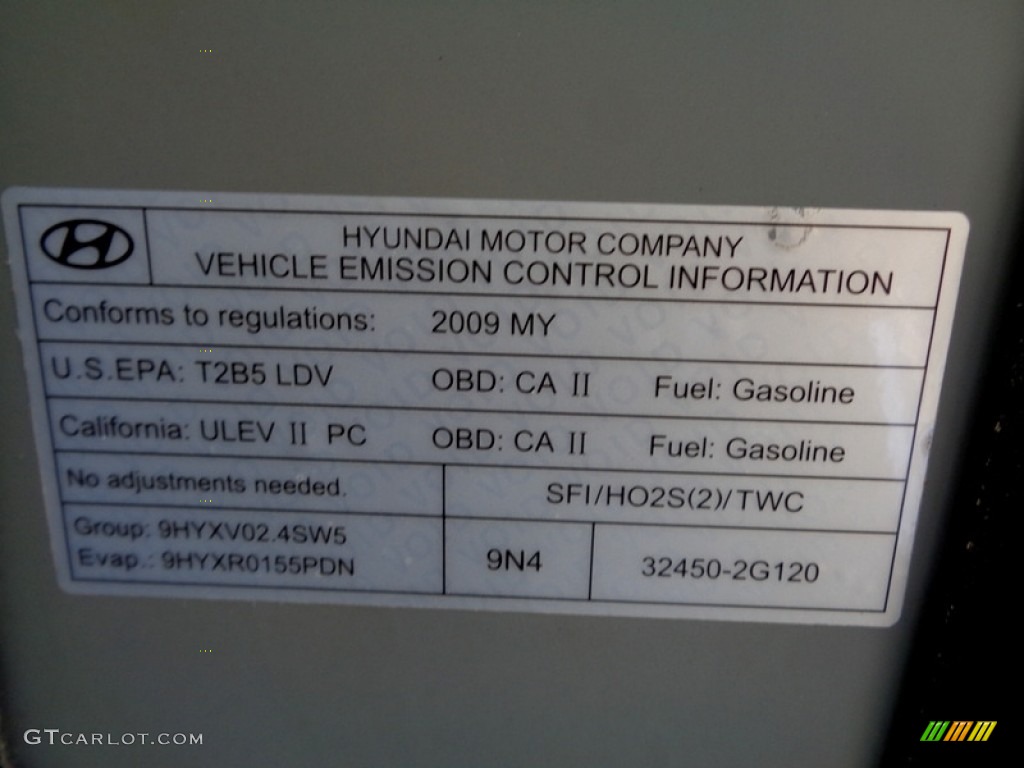 HYUNDAI MOTOR COMPANY
VEHICLE EMISSION CONTROL INFORMATION
Conforms to regulations: 2009 MY
U.S.EPA: T2B5 LDV OBD: CA II Fuel: Gasoline
California: ULEV II PC OBD: CA II Fuel: Gasoline
No adjustments needed. SFI/HO2S(2)/TWC
Group: 9HYXV02.4SW5
Evap.: 9HYXR0155PDN
9N4
32450-2G120
GTCARLOT.COM